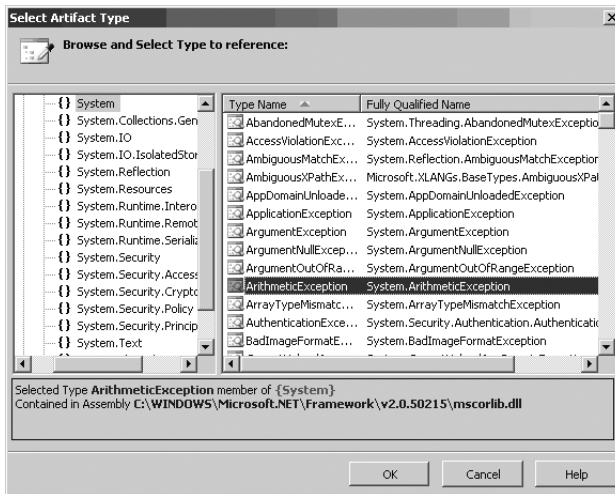 Select Artifact Type
Browse and Select Type to reference:
{} System
{} System.Collections.Gen
{} System.IO
{} System.IO.IsolatedStor
{} System.Reflection
{} System.Resources
{} System.Runtime.Intero
{} System.Runtime.Remot
{} System.Runtime.Serializ
{} System.Security
{} System.Security.Access
{} System.Security.Crypto
{} System.Security.Policy
{} System.Security.Princip
{} System.Text
Type Name Fully Qualified Name
AbandonedMutexE... System.Threading.AbandonedMutexExceptio
AccessViolationExc... System.AccessViolationException
AmbiguousMatchEx... System.Reflection.AmbiguousMatchException
AmbiguousXPathEx... Microsoft.XLANGs.BaseTypes.AmbiguousXPa
AppDomainUnloade... System.AppDomainUnloadedException
ApplicationException System.ApplicationException
ArgumentException System.ArgumentException
ArgumentNullExcep... System.ArgumentNullException
ArgumentOutOfRa... System.ArgumentOutOfRangeException
ArithmeticException System.ArithmeticException
ArrayTypeMismatc... System.ArrayTypeMismatchException
AuthenticationExce... System.Security.Authentication.Authenticatio
BadImageFormatE... System.BadImageFormatException
Selected Type ArithmeticException member of {System}
Contained in Assembly C:\WINDOWS\Microsoft.NET\Framework\v2.0.50215\mscorlib.dll
OK Cancel Help